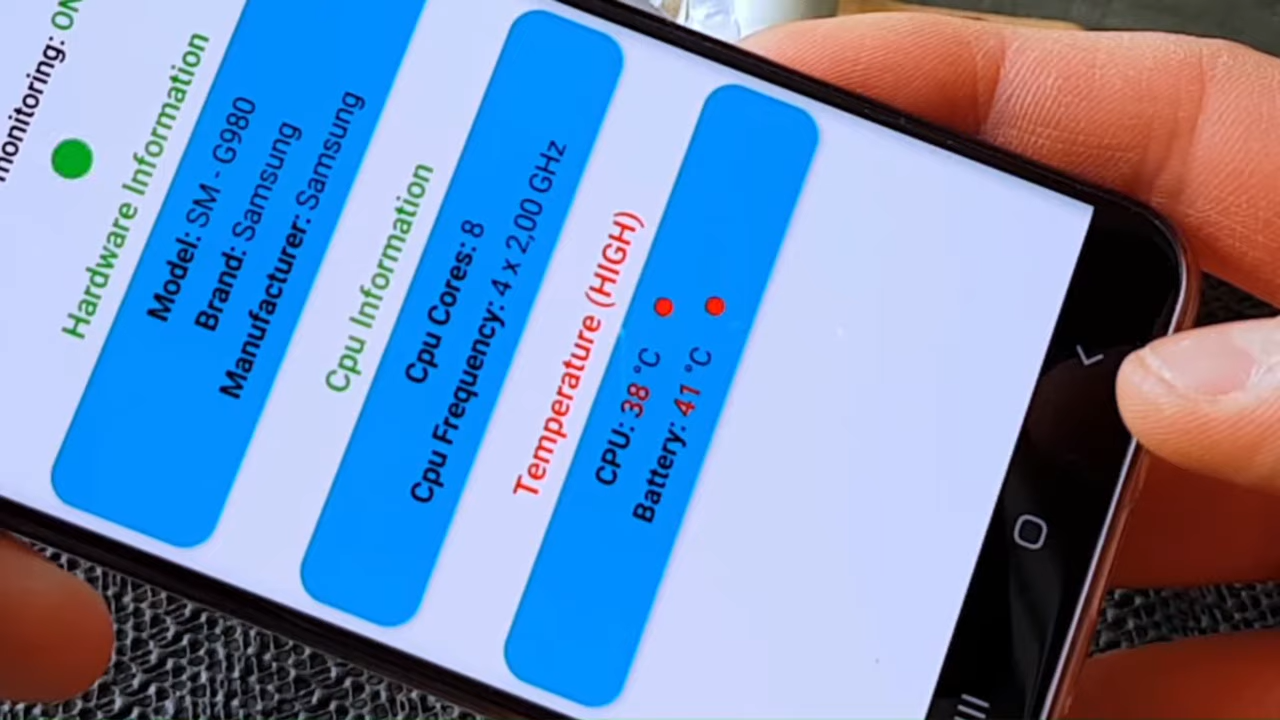 monitoring: ON
Hardware Information
Model: SM - G980
Brand: Samsung
Manufacturer: Samsung
Cpu Information
Cpu Cores: 8
Cpu Frequency: 4 x 2,00 GHz
Temperature (HIGH)
CPU: 38 °C
Battery: 41 °C